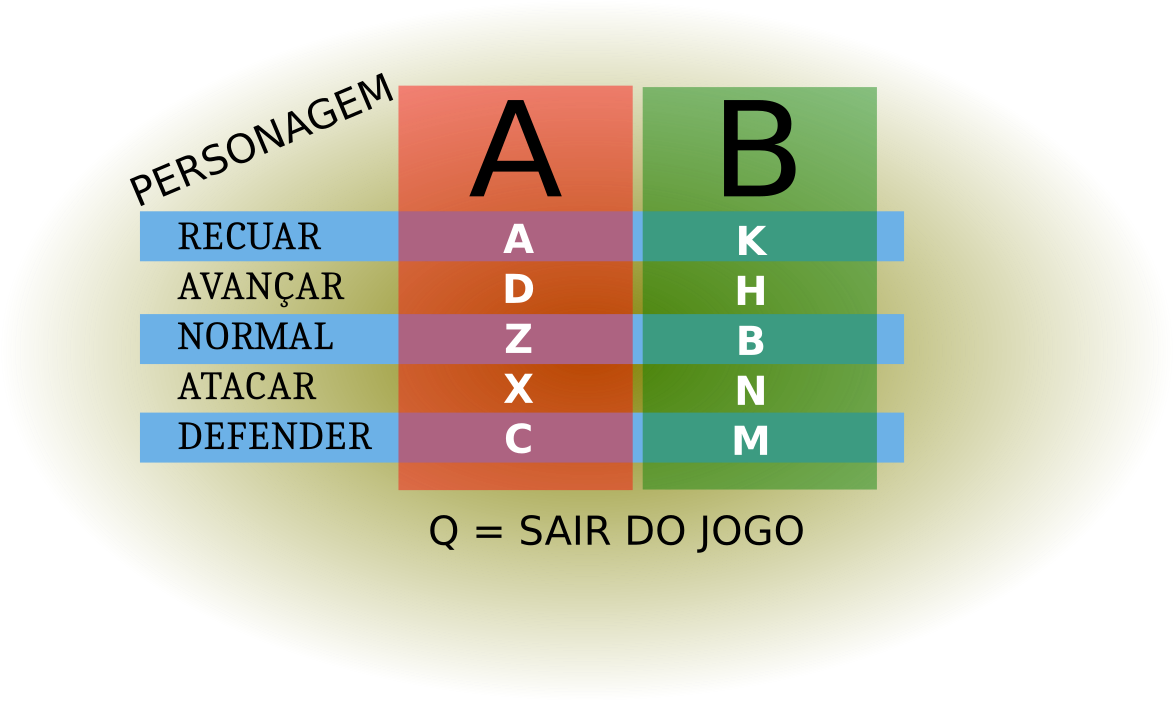 PERSONAGEM A B
RECUAR A K
AVANÇAR D H
NORMAL Z B
ATACAR X N
DEFENDER C M
Q = SAIR DO JOGO